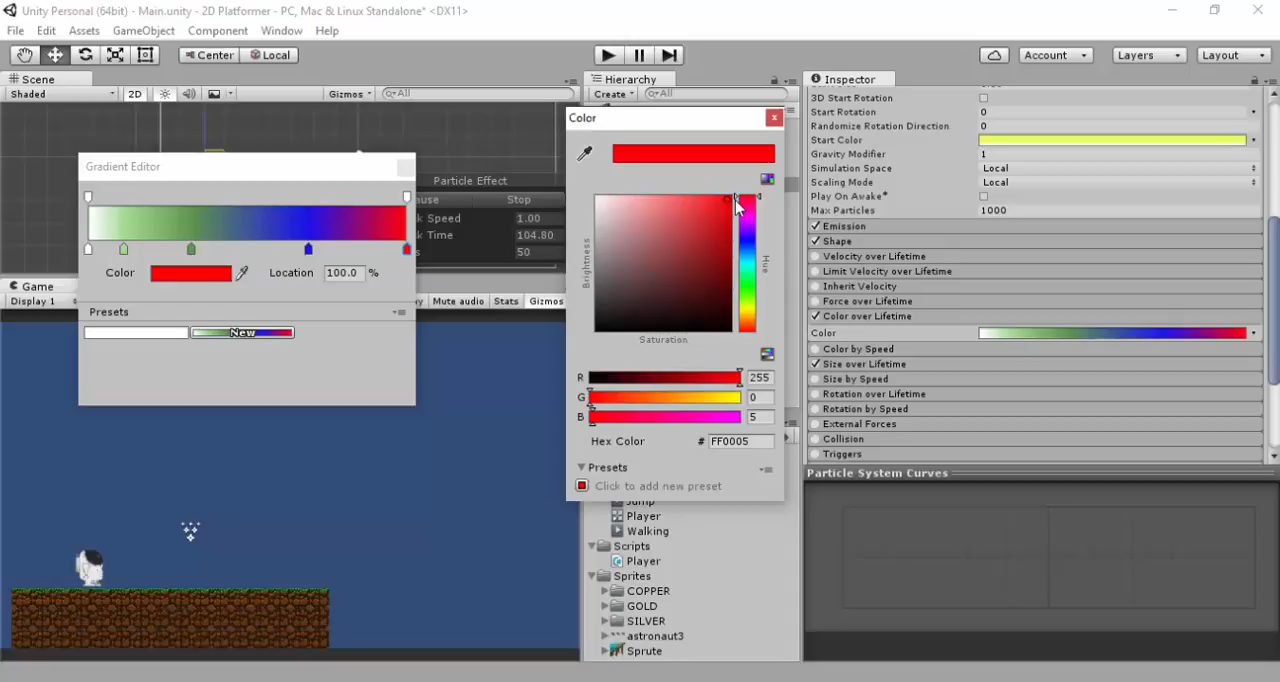 Unity Personal (64bit) - Main.unity - 2D Platformer - PC, Mac & Linux Standalone* <DX11>
File Edit Assets GameObject Component Window Help
Center Local Account Layers Layout
Scene
Shaded 2D Gizmos All
Hierarchy
Create All
Inspector
3D Start Rotation
Start Rotation 0
Randomize Rotation Direction 0
Start Color
Gravity Modifier 1
Simulation Space Local
Scaling Mode Local
Play On Awake*
Max Particles 1000
Emission
Shape
Velocity over Lifetime
Limit Velocity over Lifetime
Inherit Velocity
Force over Lifetime
Color over Lifetime
Color
Color by Speed
Size over Lifetime
Size by Speed
Rotation over Lifetime
Rotation by Speed
External Forces
Collision
Triggers
Particle System Curves
Gradient Editor
Color Location 100.0 %
Presets
New
Particle Effect
ause Stop
k Speed 1.00
k Time 104.80
s 50
Game
Display 1 Mute audio Stats Gizmos
Color
Brightness
Hue
Saturation
R 255
G 0
B 5
Hex Color # FF0005
Presets
Click to add new preset
Jump
Player
Walking
Scripts
Player
Sprites
COPPER
GOLD
SILVER
astronaut3
Sprute